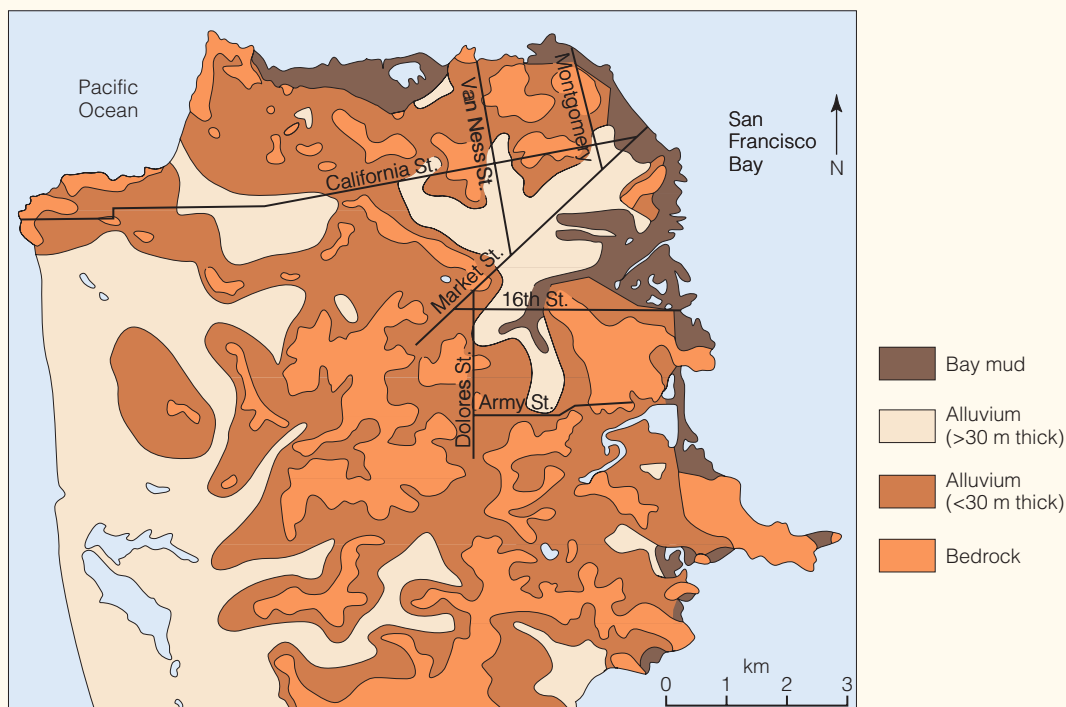 Pacific
Ocean
San
Francisco
Bay
N
Van Ness St.
Montgomery
California St.
Market St.
16th St.
Dolores St.
Army St.
km
0 1 2 3
Bay mud
Alluvium
(>30 m thick)
Alluvium
(<30 m thick)
Bedrock